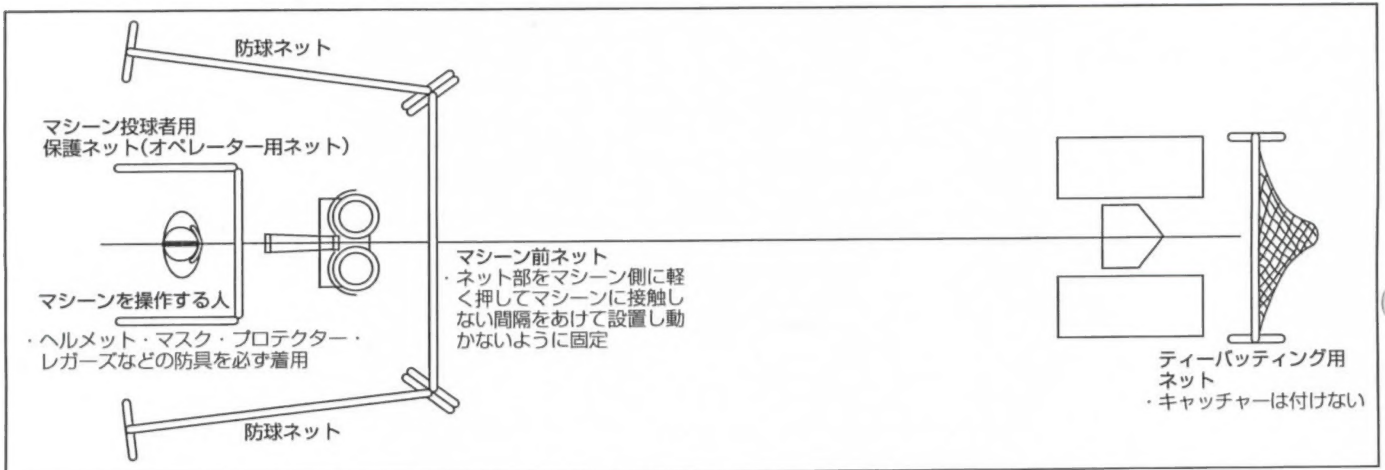 防球ネット
マシーン投球者用
保護ネット(オペレーター用ネット)
マシーンを操作する人
・ヘルメット・マスク・プロテクター・
レガーズなどの防具を必ず着用
防球ネット
マシーン前ネット
・ネット部をマシーン側に軽
く押してマシーンに接触し
ない間隔をあけて設置し動
かないように固定
ティーバッティング用
ネット
・キャッチャーは付けない